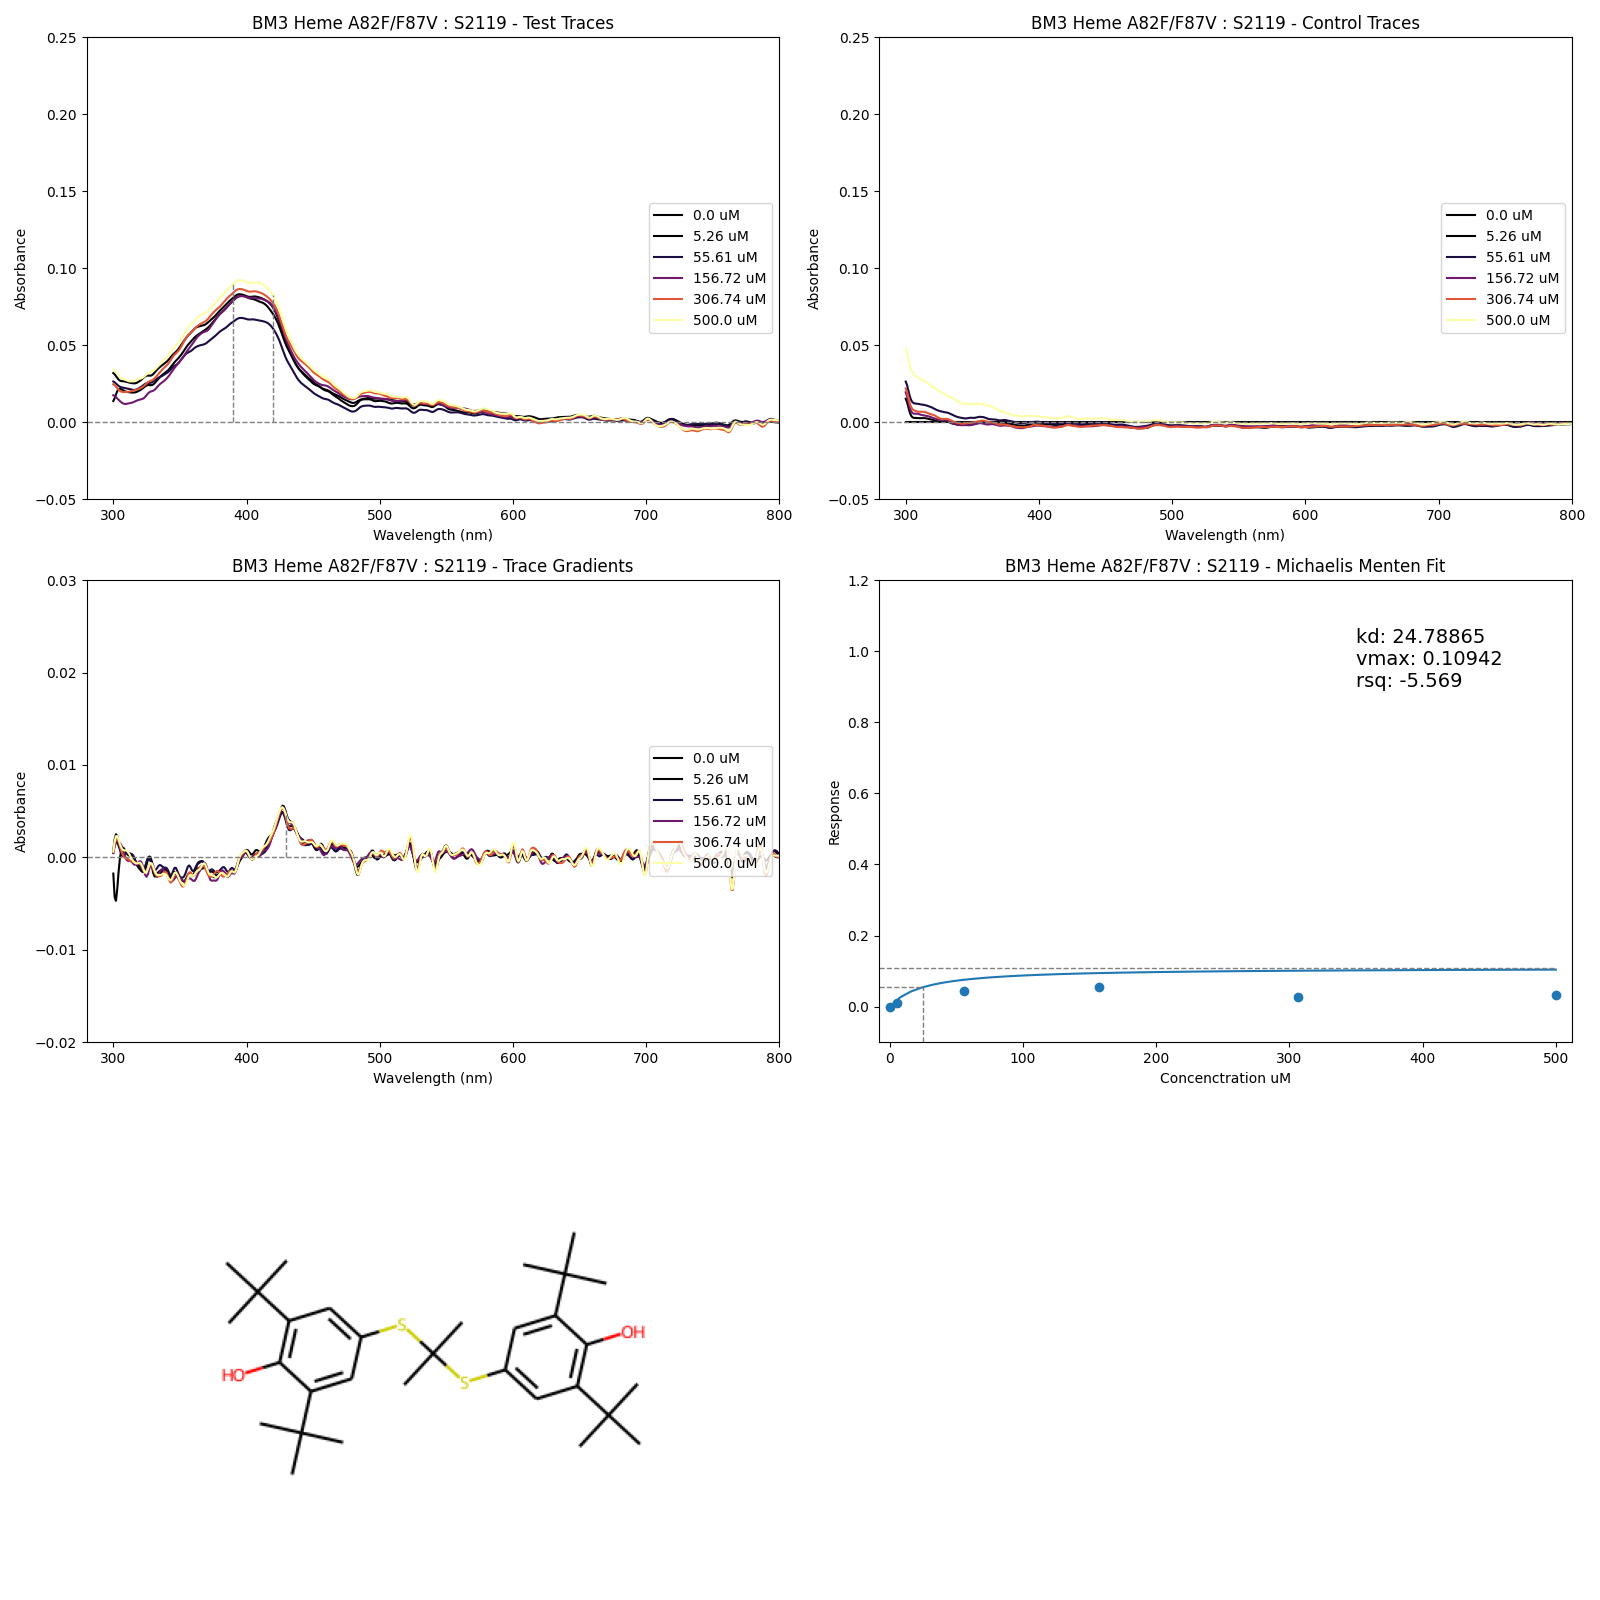 BM3 Heme A82F/F87V : S2119 - Test Traces
Absorbance
0.25
0.20
0.15
0.10
0.05
0.00
−0.05
300
400
500
600
700
800
Wavelength (nm)
0.0 uM
5.26 uM
55.61 uM
156.72 uM
306.74 uM
500.0 uM
BM3 Heme A82F/F87V : S2119 - Control Traces
Absorbance
0.25
0.20
0.15
0.10
0.05
0.00
−0.05
300
400
500
600
700
800
Wavelength (nm)
0.0 uM
5.26 uM
55.61 uM
156.72 uM
306.74 uM
500.0 uM
BM3 Heme A82F/F87V : S2119 - Trace Gradients
Absorbance
0.03
0.02
0.01
0.00
−0.01
−0.02
300
400
500
600
700
800
Wavelength (nm)
0.0 uM
5.26 uM
55.61 uM
156.72 uM
306.74 uM
500.0 uM
BM3 Heme A82F/F87V : S2119 - Michaelis Menten Fit
Response
1.2
1.0
0.8
0.6
0.4
0.2
0.0
0
100
200
300
400
500
Concenctration uM
kd: 24.78865
vmax: 0.10942
rsq: -5.569
HO
S
S
OH